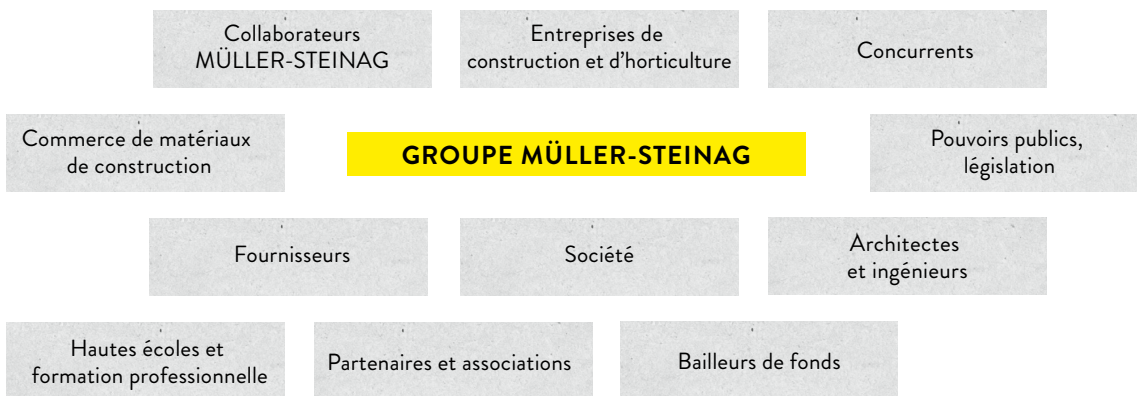 Collaborateurs
MÜLLER-STEINAG
Entreprises de
construction et d'horticulture
Concurrents
Commerce de matériaux
de construction
GROUPE MÜLLER-STEINAG
Pouvoirs publics,
législation
Fournisseurs
Société
Architectes
et ingénieurs
Hautes écoles et
formation professionnelle
Partenaires et associations
Bailleurs de fonds